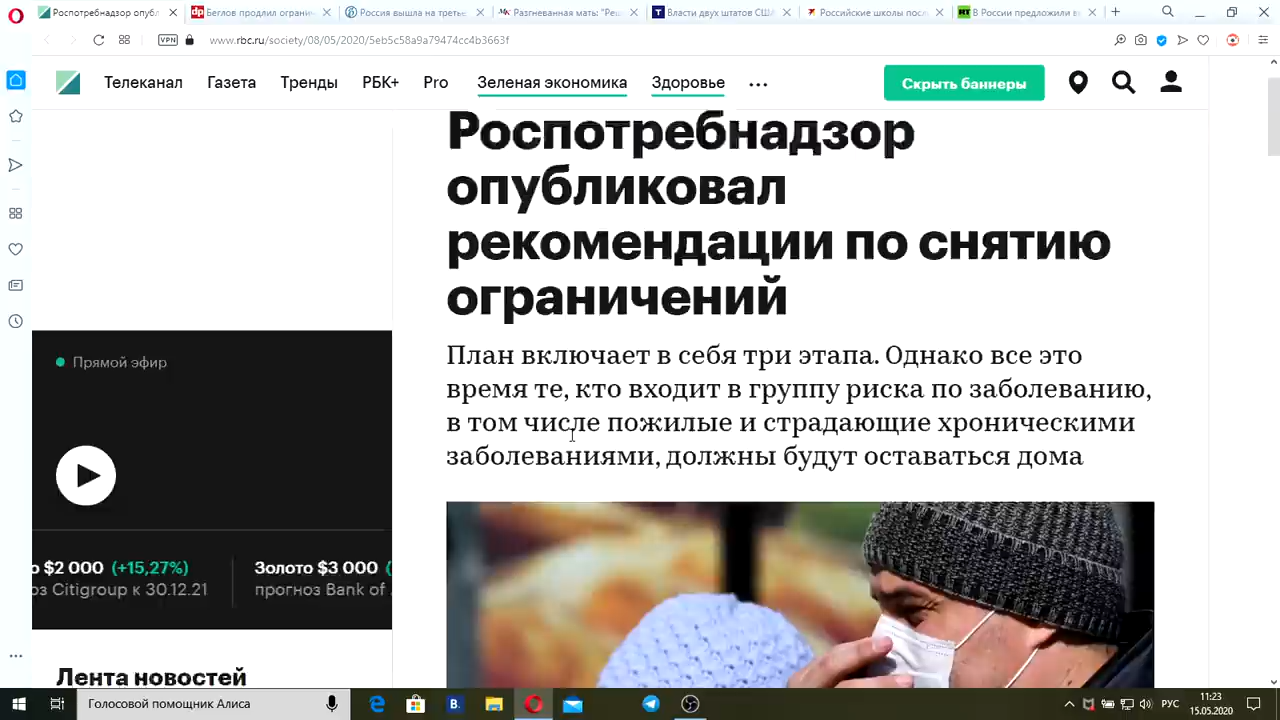 Роспотребнадзор опубл
Беглов продлил огранич
Россия вышла на третье
Разгневанная мать: "Реш
Власти двух штатов США
Российские школы посл
В России предложили в
VPN
www.rbc.ru/society/08/05/2020/5eb5c58a9a79474cc4b3663f
Телеканал Газета Тренды РБК+ Pro Зеленая экономика Здоровье ...
Скрыть баннеры
Роспотребнадзор
опубликовал
рекомендации по снятию
ограничений
План включает в себя три этапа. Однако все это
время те, кто входит в группу риска по заболеванию,
в том числе пожилые и страдающие хроническими
заболеваниями, должны будут оставаться дома
Прямой эфир
о $2 000 (+15,27%) Золото $3 000 (
оз Citigroup к 30.12.21 прогноз Bank of
Лента новостей
Голосовой помощник Алиса
РУС
11:23
15.05.2020